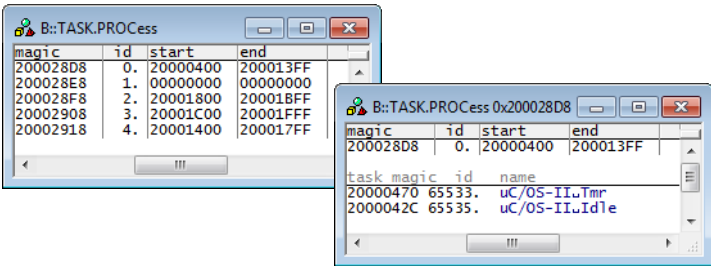 B::TASK.PROCess
magic id start end
200028D8 0. 20000400 200013FF
200028E8 1. 00000000 00000000
200028F8 2. 20001800 20001BFF
20002908 3. 20001C00 20001FFF
20002918 4. 20001400 200017FF
B::TASK.PROCess 0x200028D8
magic id start end
200028D8 0. 20000400 200013FF
task magic id name
20000470 65533. uC/OS-II␣Tmr
2000042C 65535. uC/OS-II␣Idle